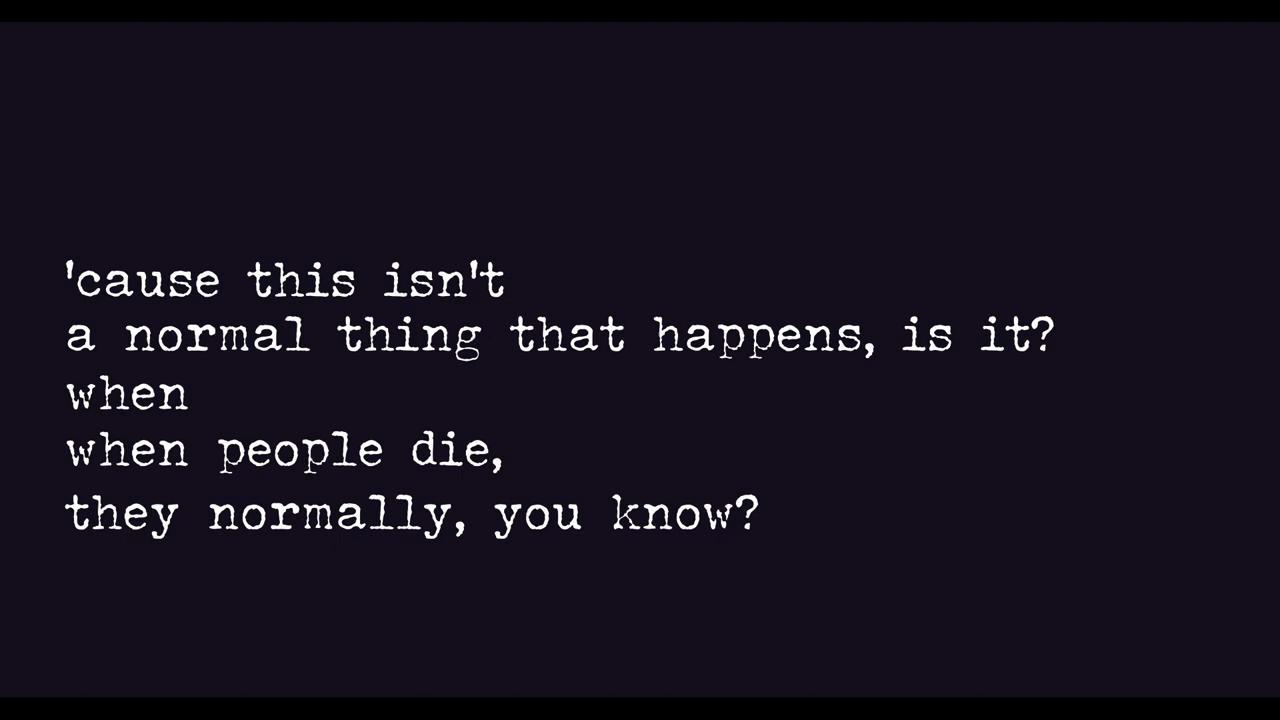 'cause this isn't
a normal thing that happens, is it?
when
when people die,
they normally, you know?